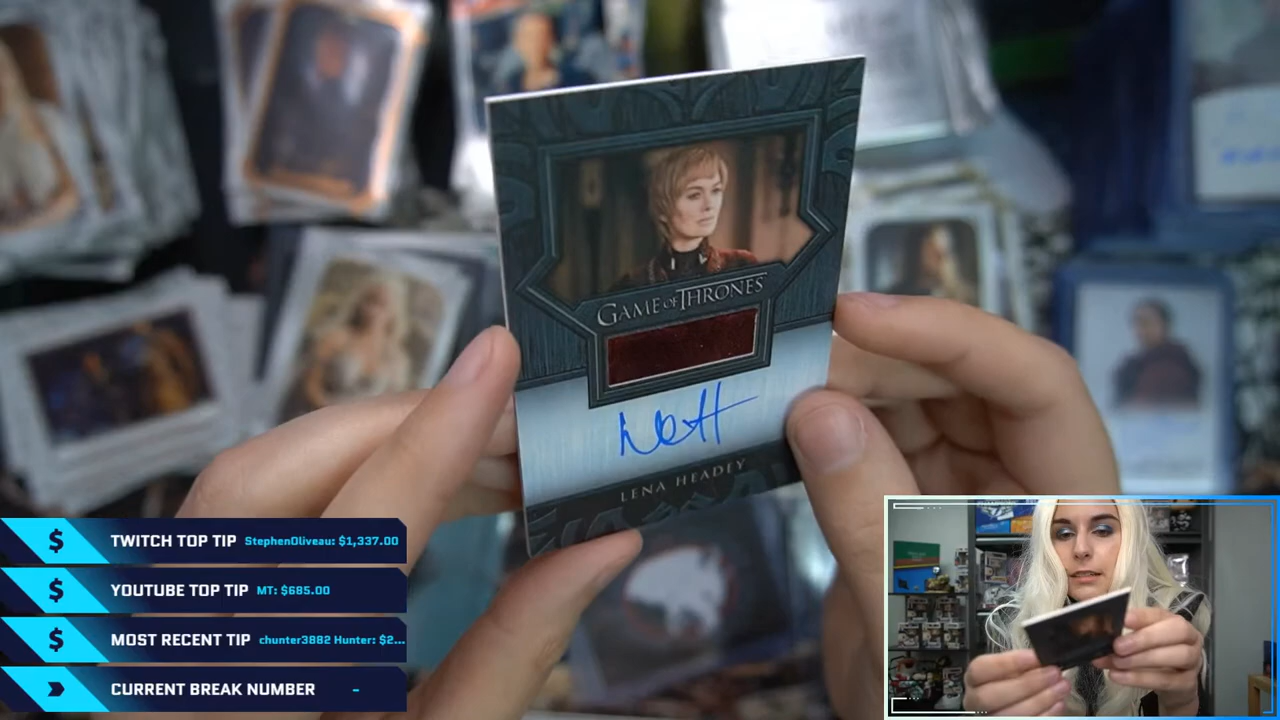 GAME OF THRONES
LENA HEADEY
TWITCH TOP TIP StephenOliveau: $1,337.00
YOUTUBE TOP TIP MT: $685.00
MOST RECENT TIP chunter3882 Hunter: $2...
CURRENT BREAK NUMBER -